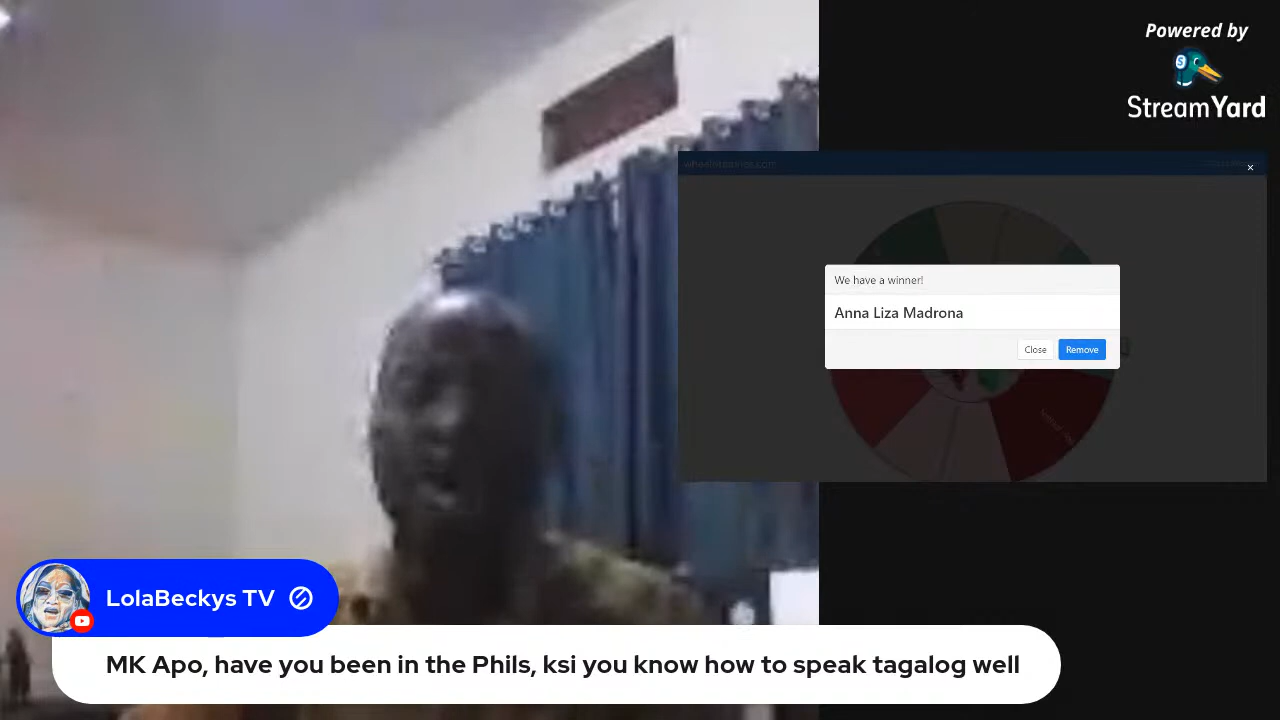 Powered by
StreamYard
We have a winner!
Anna Liza Madrona
Close
Remove
LolaBeckys TV
MK Apo, have you been in the Phils, ksi you know how to speak tagalog well